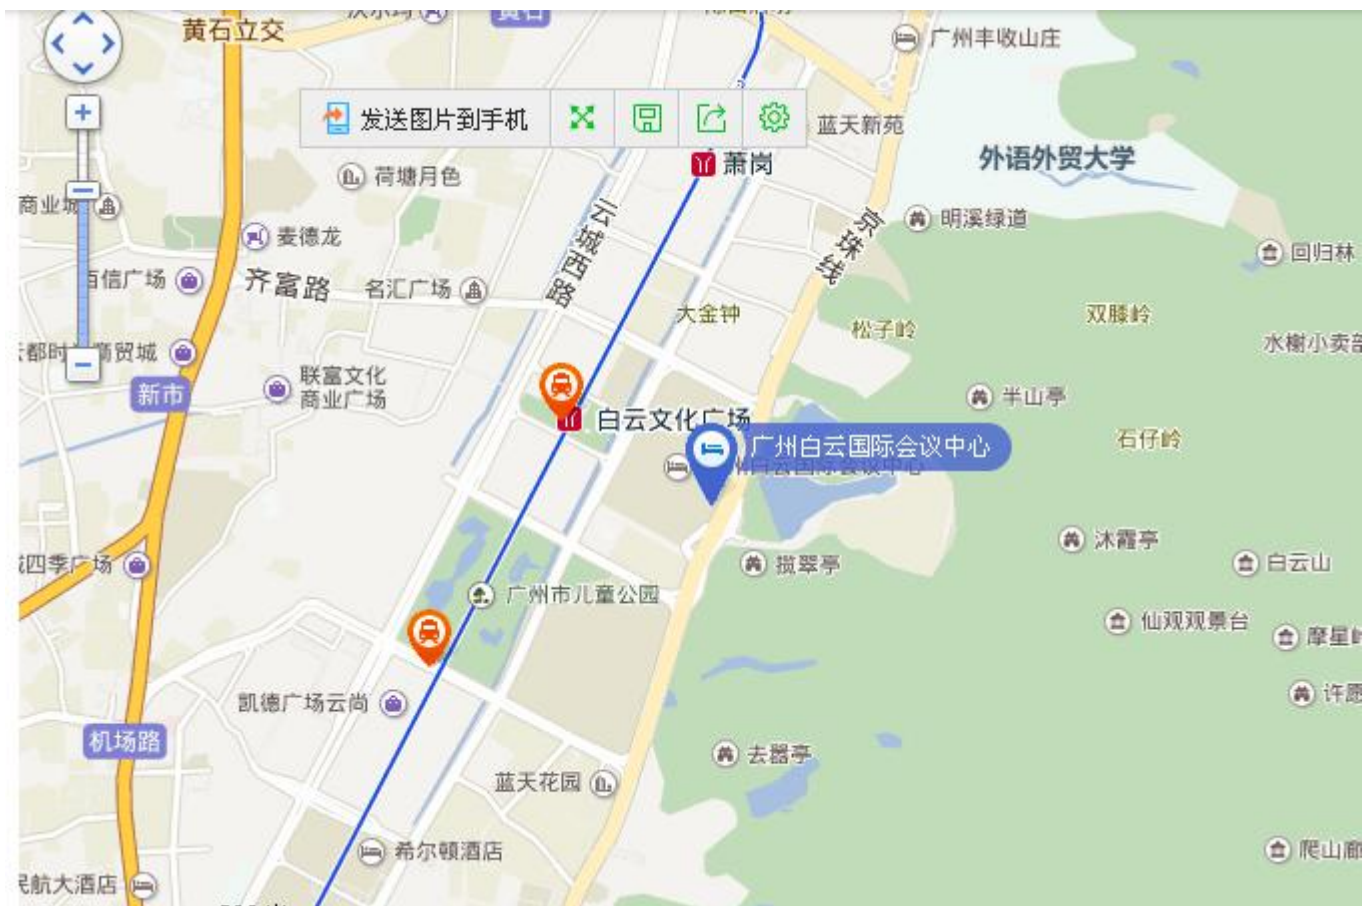 黄石立交
黄石
广州丰收山庄
发送图片到手机
蓝天新苑
萧岗
外语外贸大学
荷塘月色
商业城
云城西路
京珠线
明溪绿道
麦德龙
回归林
百信广场
齐富路
名汇广场
大金钟
松子岭
双膝岭
水榭小卖部
新市
联富文化
商业广场
半山亭
白云文化广场
广州白云国际会议中心
石仔岭
沐霞亭
四季广场
揽翠亭
白云山
广州市儿童公园
仙观观景台
摩星岭
凯德广场云尚
许愿
机场路
去嚣亭
蓝天花园
希尔顿酒店
爬山廊
民航大酒店